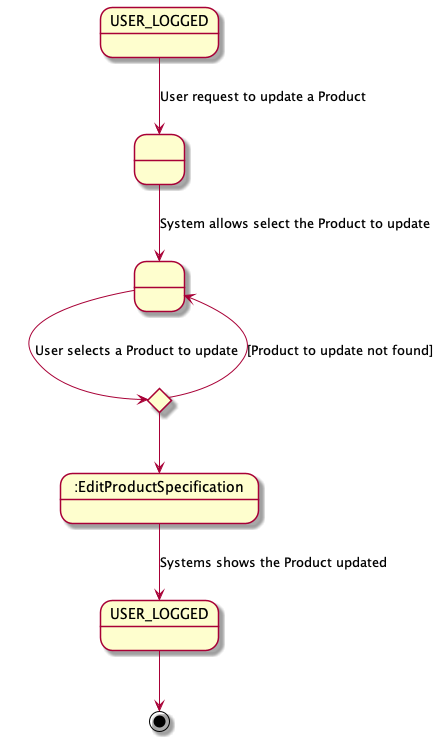 USER_LOGGED
User request to update a Product
System allows select the Product to update
User selects a Product to update
[Product to update not found]
:EditProductSpecification
Systems shows the Product updated
USER_LOGGED